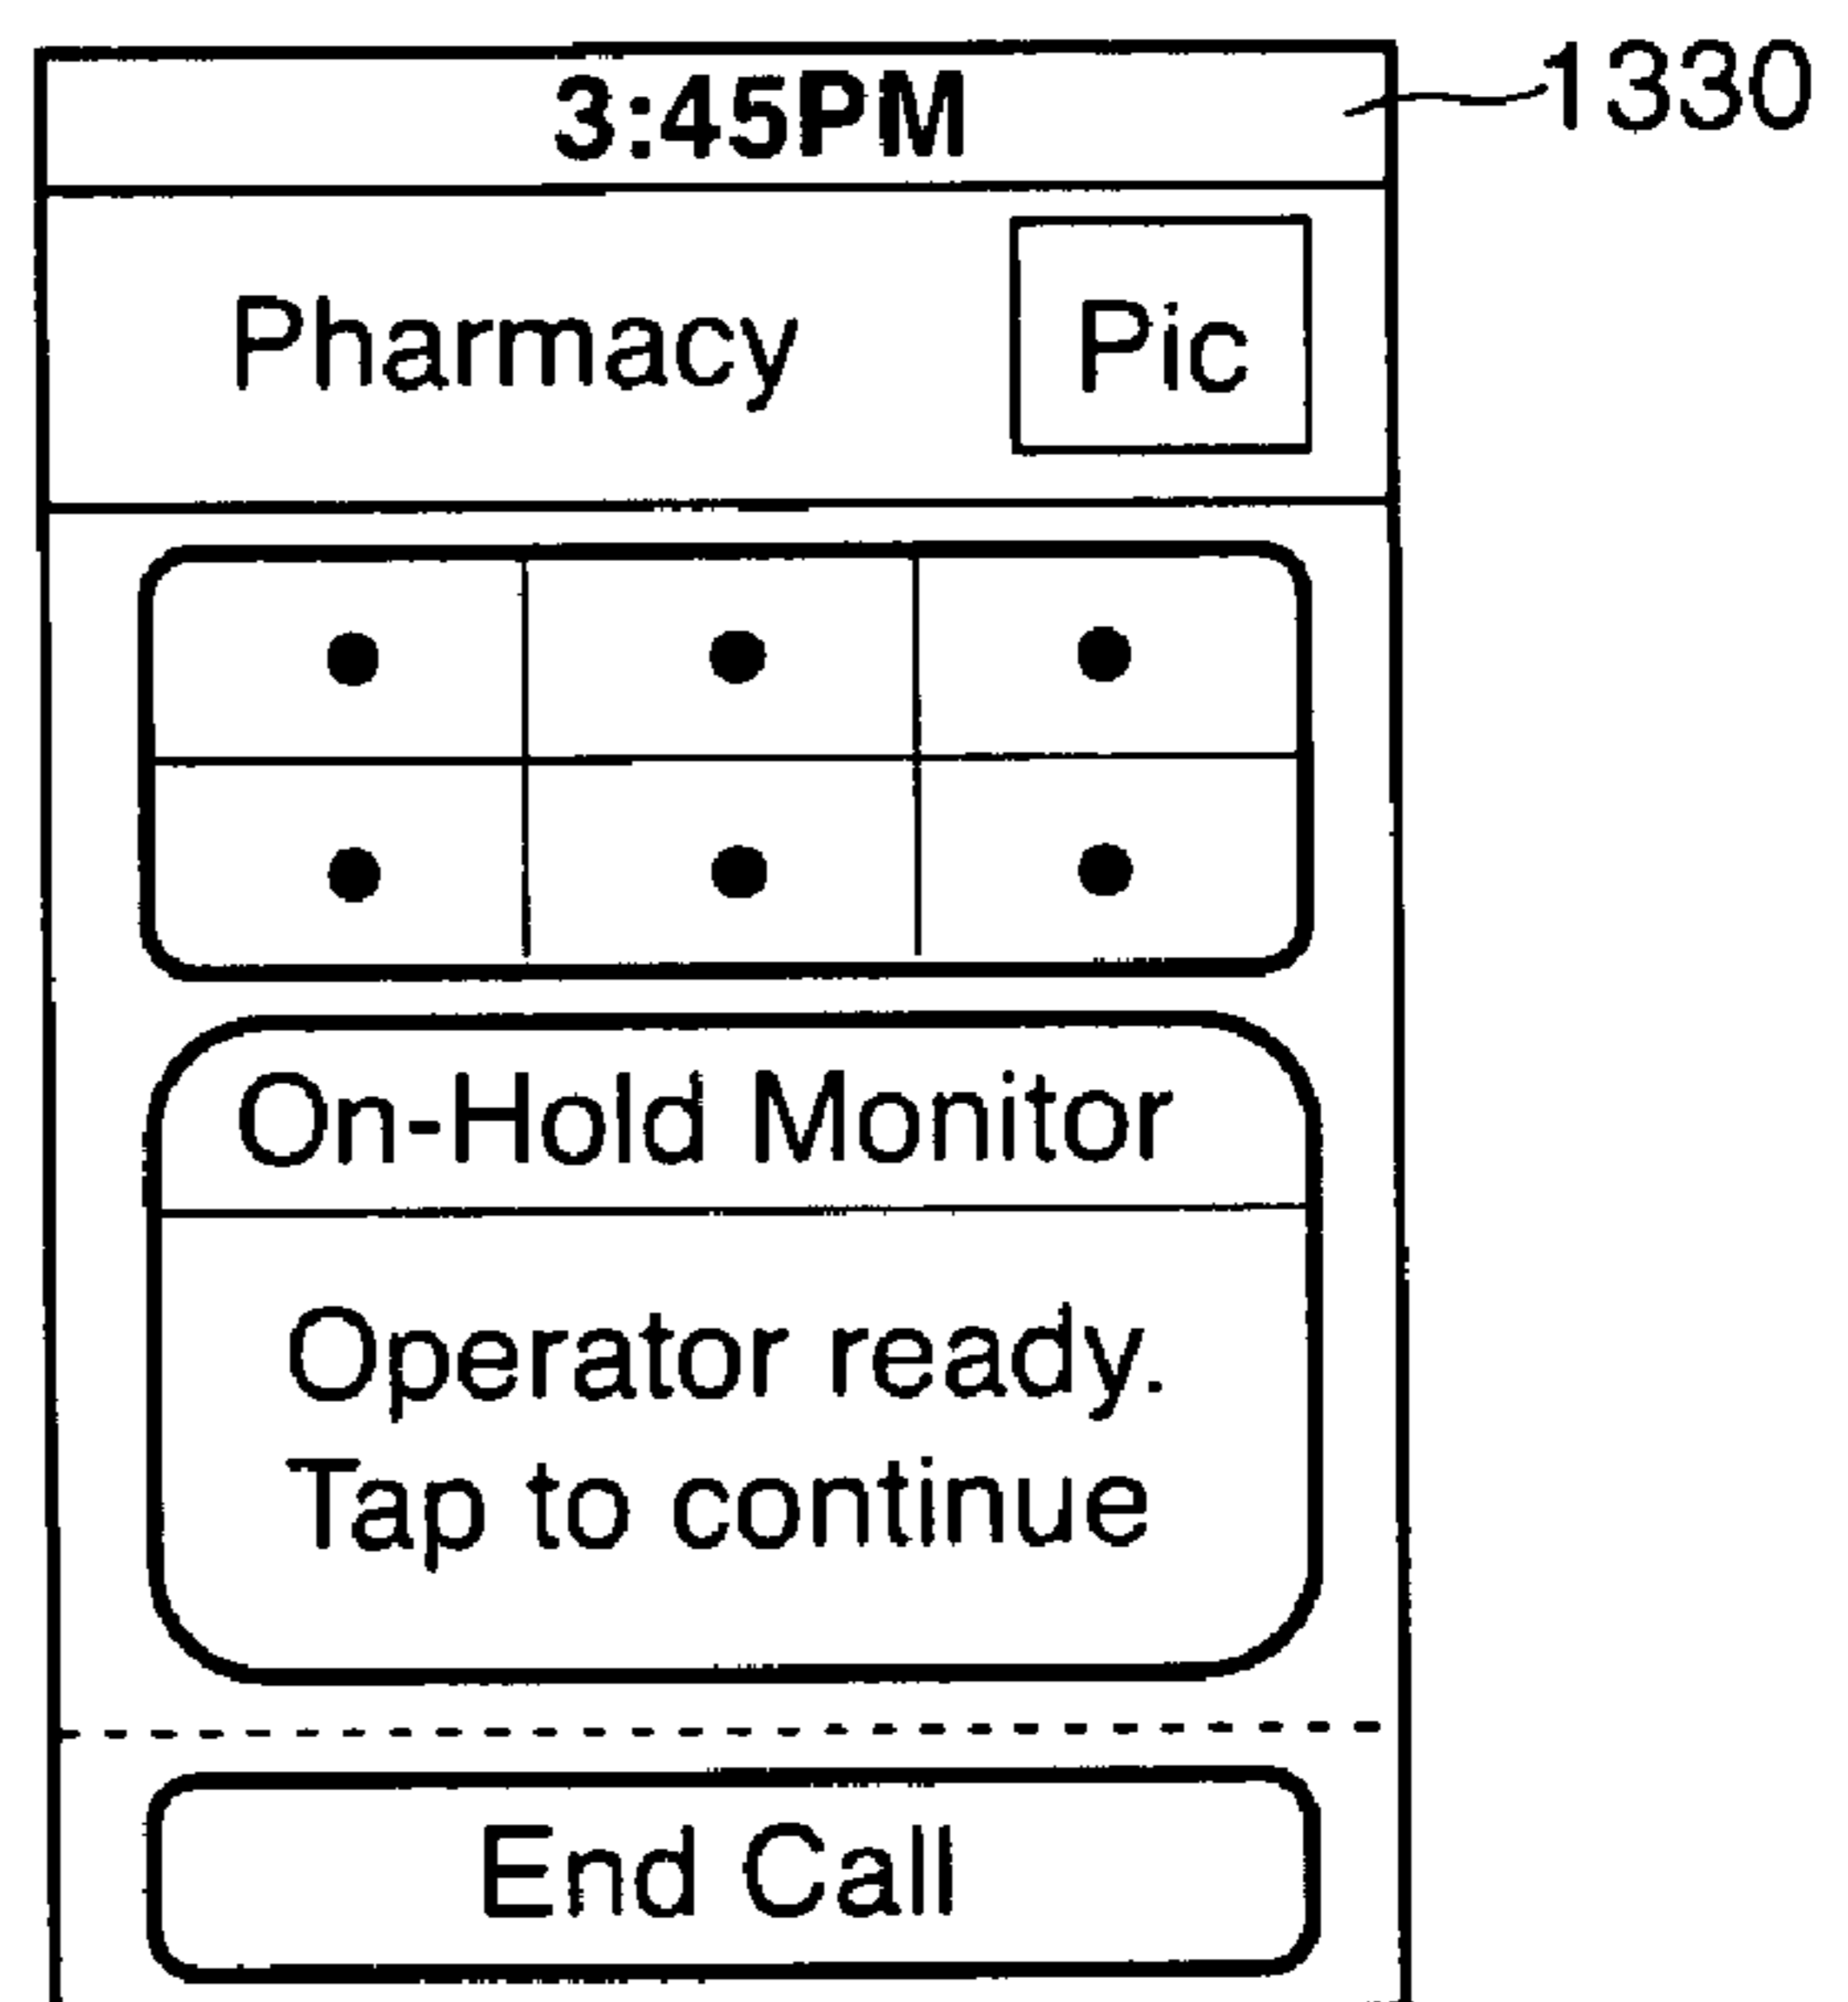 3:45PM
1330
Pharmacy
Pic
On-Hold Monitor
Operator ready.
Tap to continue
End Call